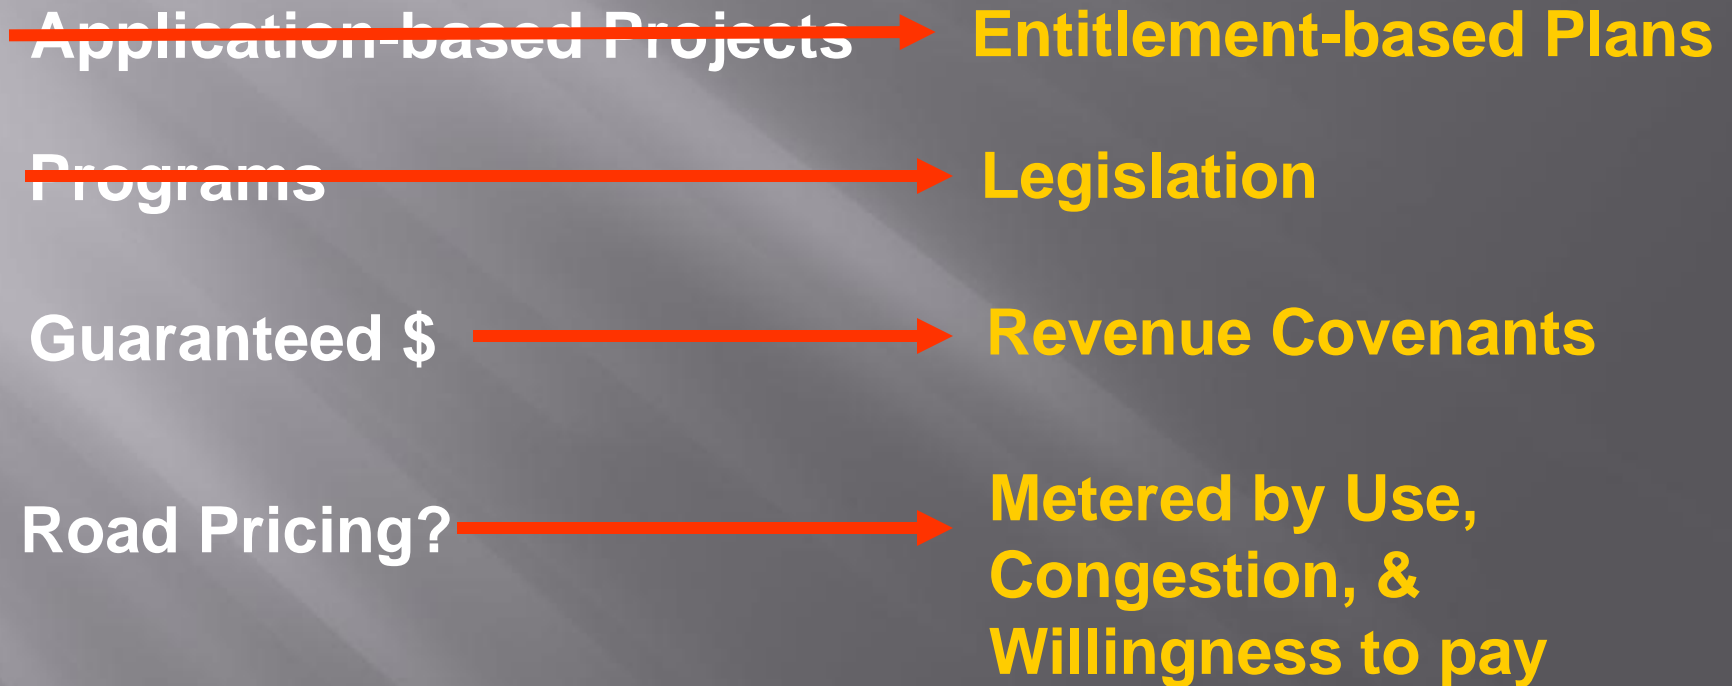 Application-based Projects
Entitlement-based Plans
Programs
Legislation
Guaranteed $
Revenue Covenants
Road Pricing?
Metered by Use,
Congestion, &
Willingness to pay